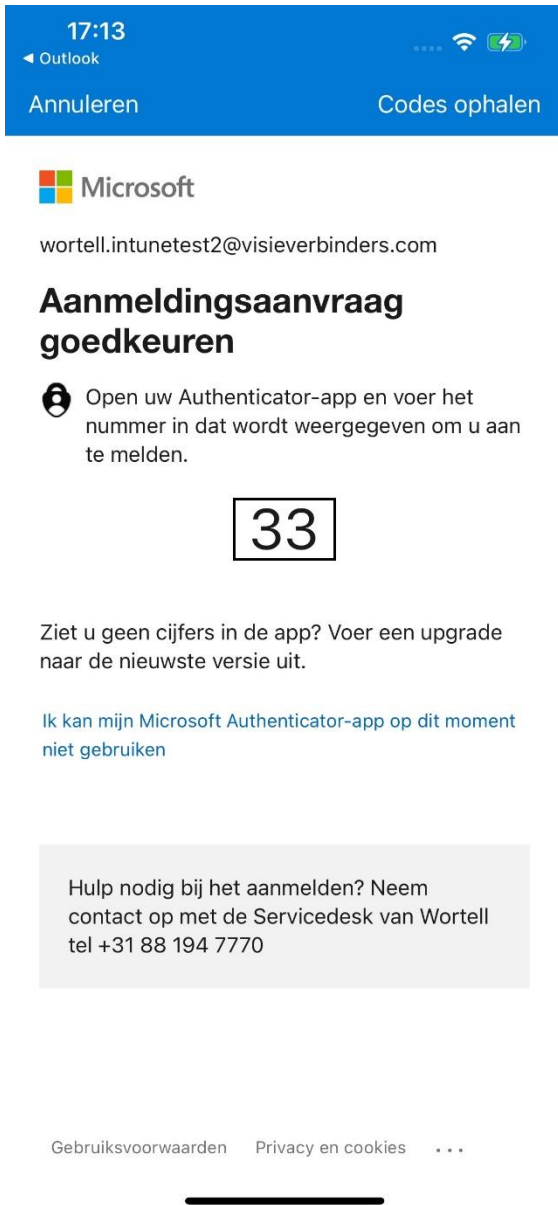 17:13
◀ Outlook
Annuleren
Codes ophalen
Microsoft
wortell.intunetest2@visieverbinders.com
Aanmeldingsaanvraag
goedkeuren
Open uw Authenticator-app en voer het
nummer in dat wordt weergegeven om u aan
te melden.
33
Ziet u geen cijfers in de app? Voer een upgrade
naar de nieuwste versie uit.
Ik kan mijn Microsoft Authenticator-app op dit moment
niet gebruiken
Hulp nodig bij het aanmelden? Neem
contact op met de Servicedesk van Wortell
tel +31 88 194 7770
Gebruiksvoorwaarden Privacy en cookies ...